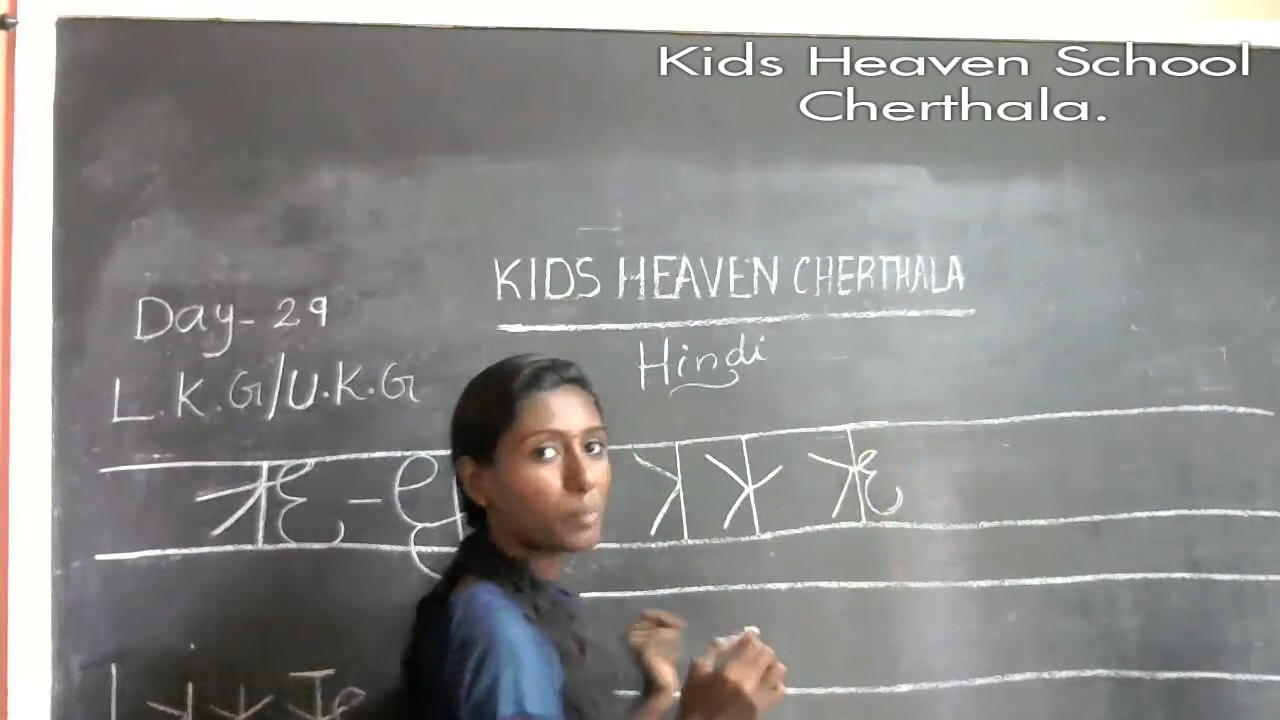 Kids Heaven School
Cherthala.
KIDS HEAVEN CHERTHALA
Day - 29
Hindi
L.K.G/U.K.G
ऋ -
ऋ